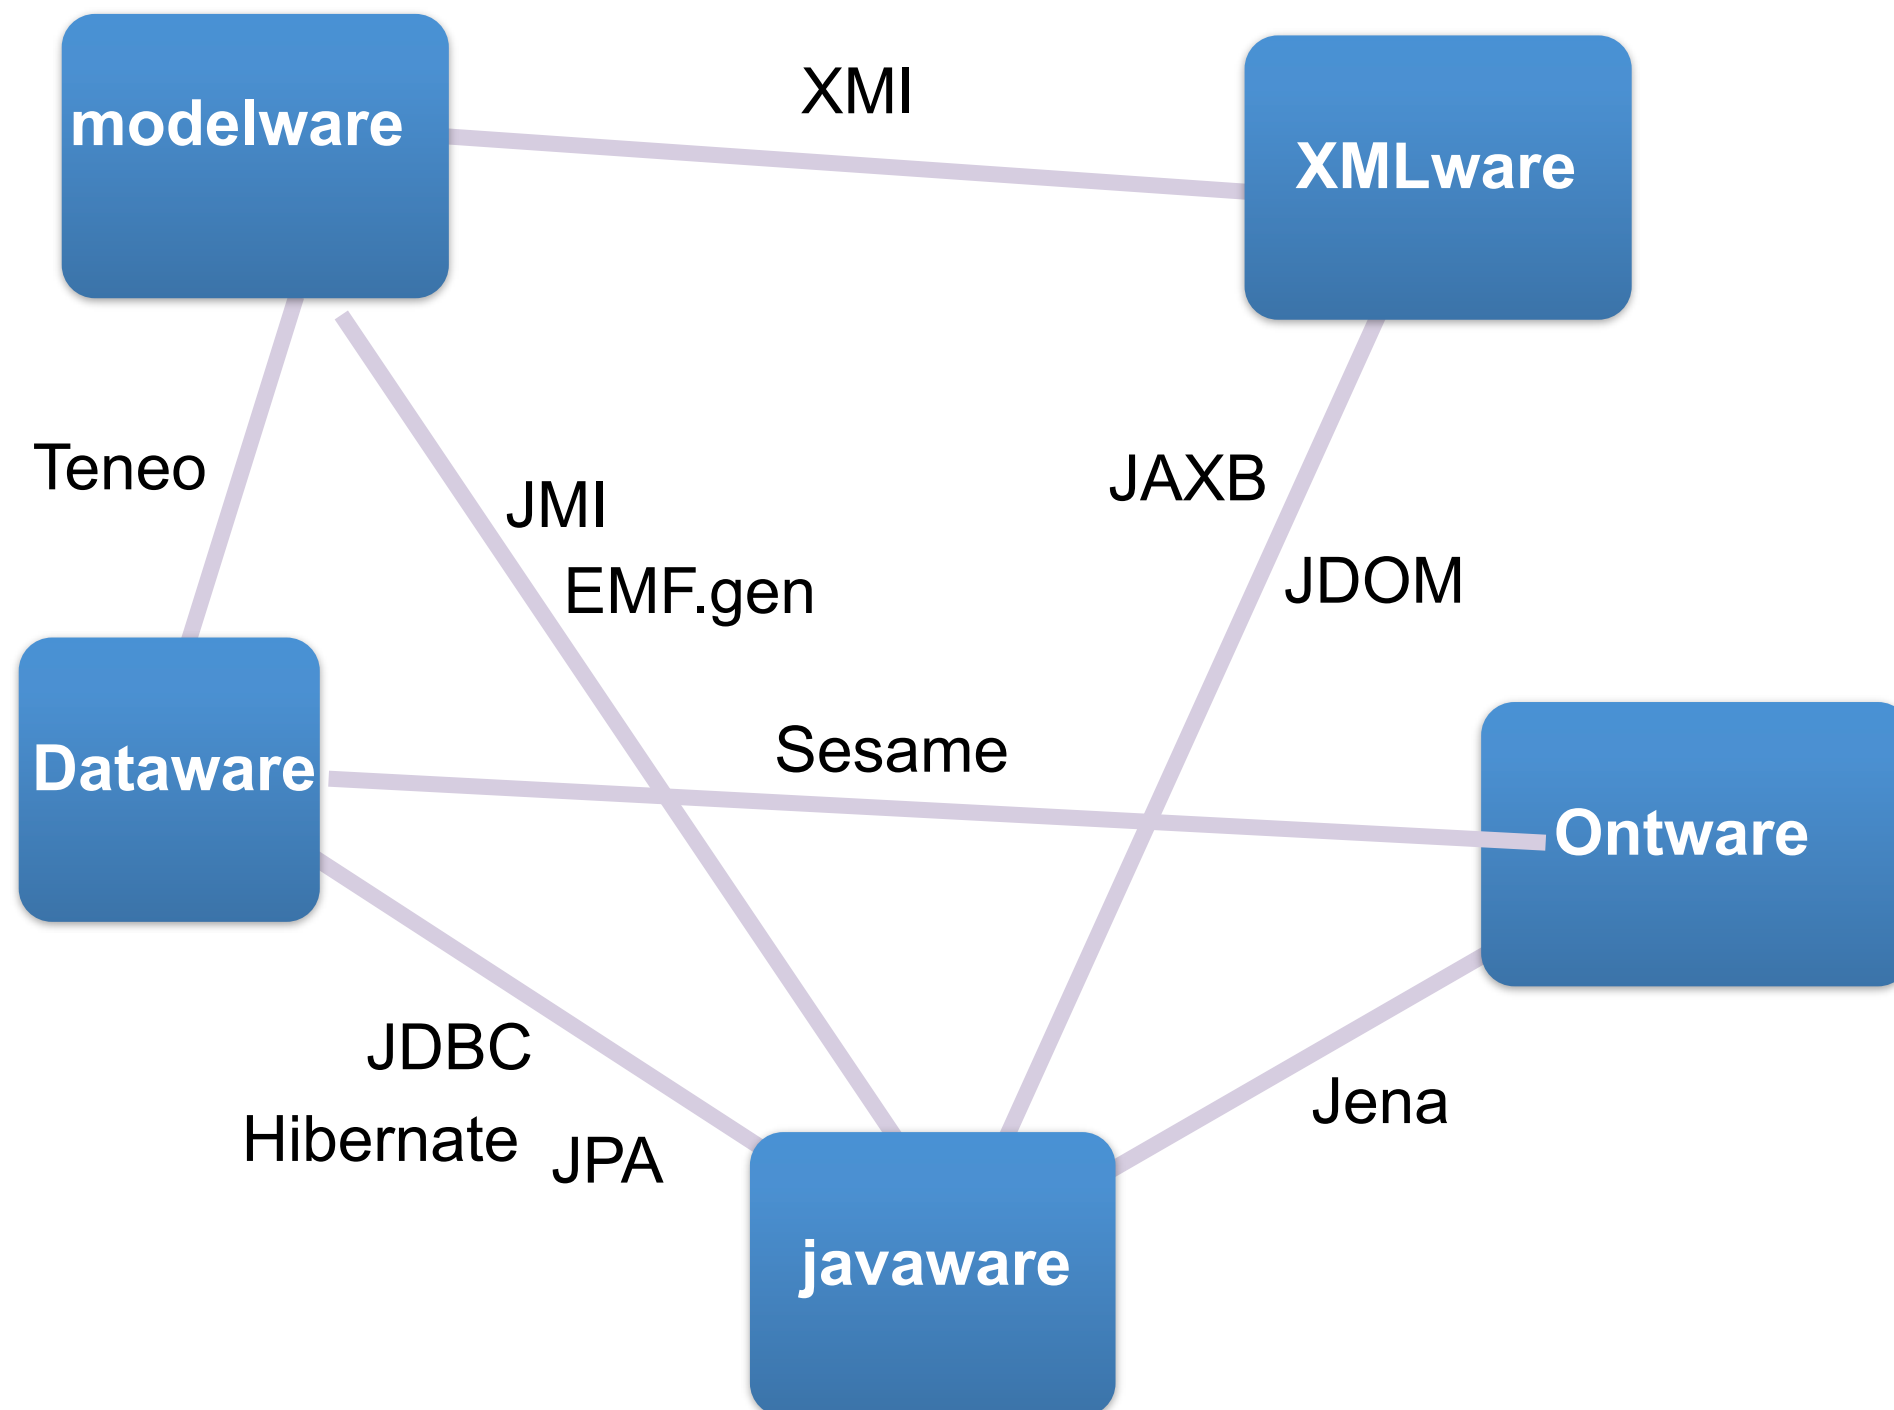 XMI
modelware
XMLware
Teneo
JMI
JAXB
EMF.gen
JDOM
Sesame
Dataware
Ontware
JDBC
Jena
Hibernate
JPA
javaware